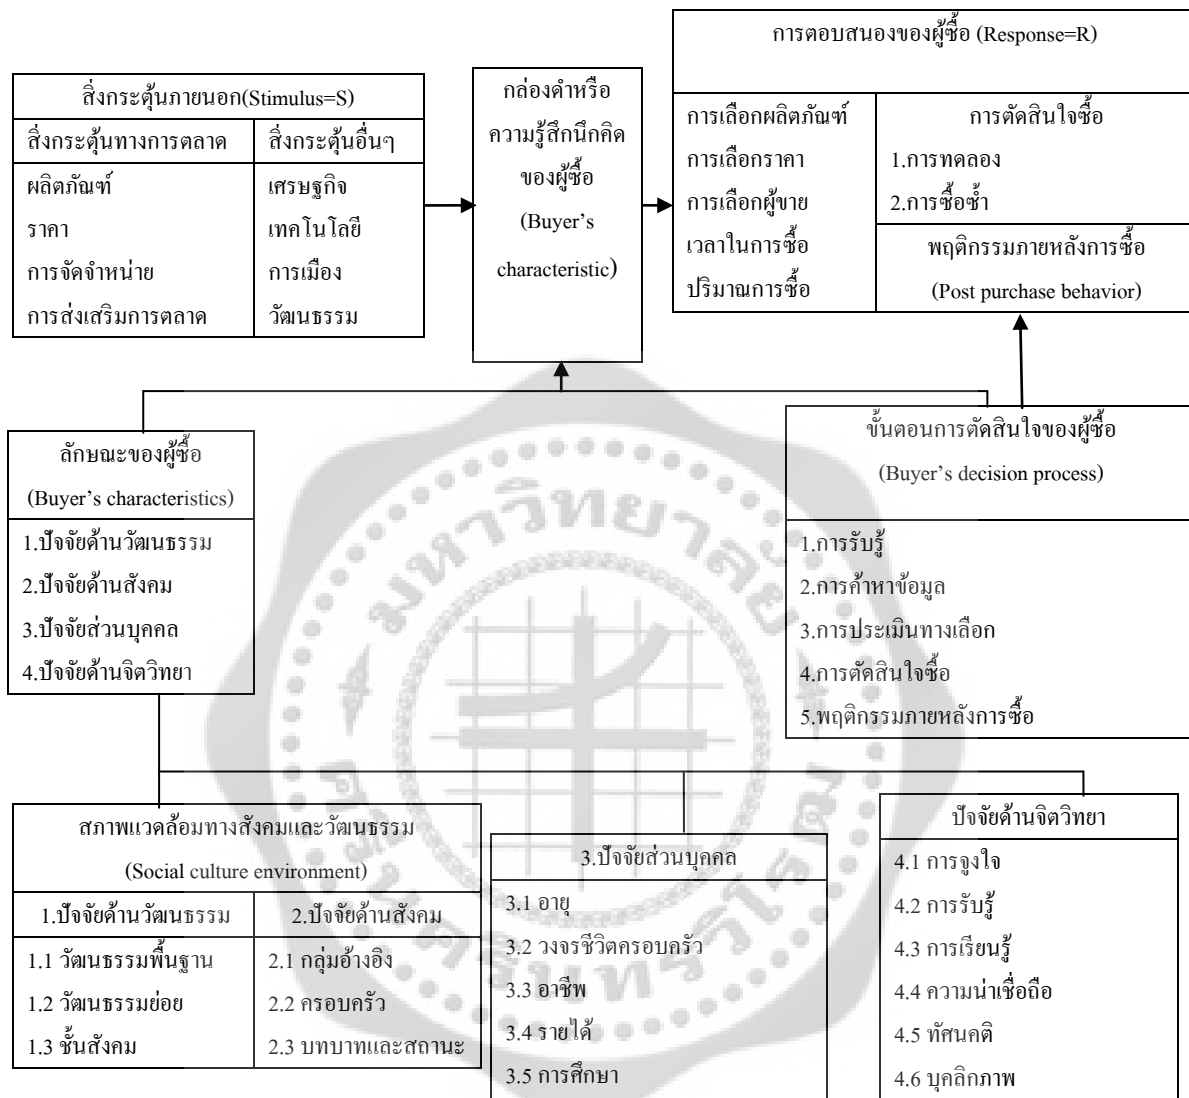 สิ่งกระตุ้นภายนอก(Stimulus=S)
สิ่งกระตุ้นทางการตลาด
ผลิตภัณฑ์
ราคา
การจัดจำหน่าย
การส่งเสริมการตลาด
สิ่งกระตุ้นอื่นๆ
เศรษฐกิจ
เทคโนโลยี
การเมือง
วัฒนธรรม
กล่องดำหรือ
ความรู้สึกนึกคิด
ของผู้ซื้อ
(Buyer's
characteristic)
การตอบสนองของผู้ซื้อ (Response=R)
การเลือกผลิตภัณฑ์
การเลือกราคา
การเลือกผู้ขาย
เวลาในการซื้อ
ปริมาณการซื้อ
การตัดสินใจซื้อ
1.การทดลอง
2.การซื้อซ้ำ
พฤติกรรมภายหลังการซื้อ
(Post purchase behavior)
ลักษณะของผู้ซื้อ
(Buyer's characteristics)
1.ปัจจัยด้านวัฒนธรรม
2.ปัจจัยด้านสังคม
3.ปัจจัยส่วนบุคคล
4.ปัจจัยด้านจิตวิทยา
ขั้นตอนการตัดสินใจของผู้ซื้อ
(Buyer's decision process)
1.การรับรู้
2.การค้าหาข้อมูล
3.การประเมินทางเลือก
4.การตัดสินใจซื้อ
5.พฤติกรรมภายหลังการซื้อ
สภาพแวดล้อมทางสังคมและวัฒนธรรม
(Social culture environment)
1.ปัจจัยด้านวัฒนธรรม
1.1 วัฒนธรรมพื้นฐาน
1.2 วัฒนธรรมย่อย
1.3 ชั้นสังคม
2.ปัจจัยด้านสังคม
2.1 กลุ่มอ้างอิง
2.2 ครอบครัว
2.3 บทบาทและสถานะ
3.ปัจจัยส่วนบุคคล
3.1 อายุ
3.2 วงจรชีวิตครอบครัว
3.3 อาชีพ
3.4 รายได้
3.5 การศึกษา
ปัจจัยด้านจิตวิทยา
4.1 การจูงใจ
4.2 การรับรู้
4.3 การเรียนรู้
4.4 ความน่าเชื่อถือ
4.5 ทัศนคติ
4.6 บุคลิกภาพ
มหาวิทยาลัย
ศรีนครินทรวิโรฒ